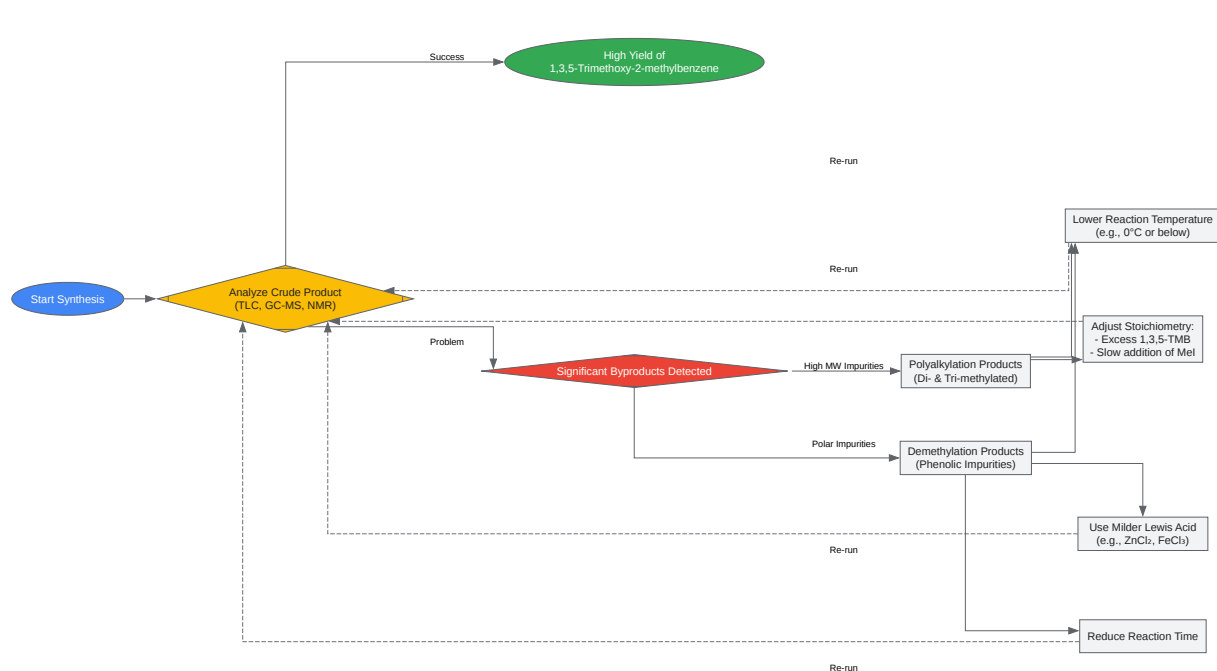 Success
High Yield of
1,3,5-Trimethoxy-2-methylbenzene
Re-run
Lower Reaction Temperature
(e.g., 0°C or below)
Re-run
Start Synthesis
Analyze Crude Product
(TLC, GC-MS, NMR)
Adjust Stoichiometry:
- Excess 1,3,5-TMB
- Slow addition of MeI
Problem
Significant Byproducts Detected
High MW Impurities
Polyalkylation Products
(Di- & Tri-methylated)
Polar Impurities
Demethylation Products
(Phenolic Impurities)
Use Milder Lewis Acid
(e.g., ZnCl₂, FeCl₃)
Re-run
Reduce Reaction Time
Re-run